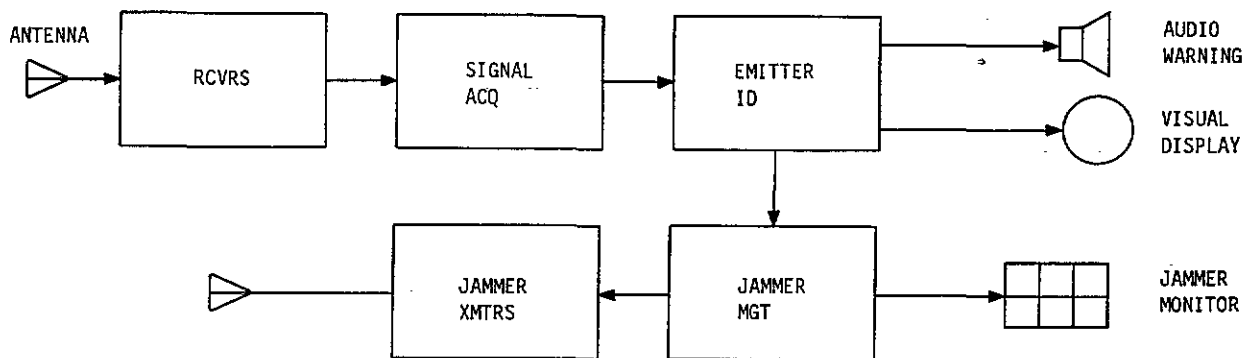 ANTENNA
RCVRS
SIGNAL
ACQ
EMITTER
ID
AUDIO
WARNING
VISUAL
DISPLAY
JAMMER
XMTRS
JAMMER
MGT
JAMMER
MONITOR